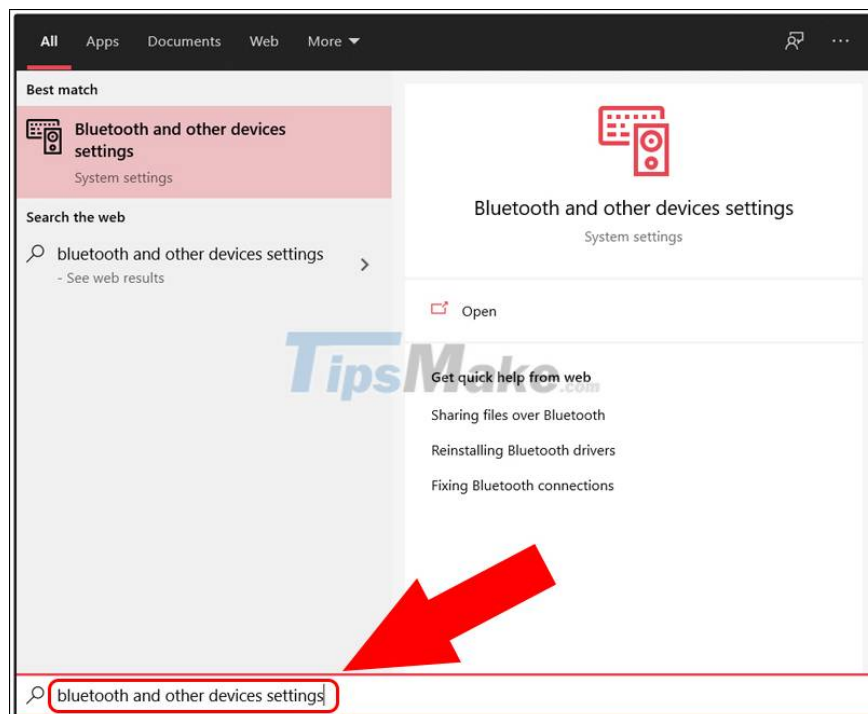 All Apps Documents Web More
Best match
Bluetooth and other devices
settings
System settings
Search the web
bluetooth and other devices settings
- See web results
Bluetooth and other devices settings
System settings
Open
TipsMake.com
Get quick help from web
Sharing files over Bluetooth
Reinstalling Bluetooth drivers
Fixing Bluetooth connections
bluetooth and other devices settings